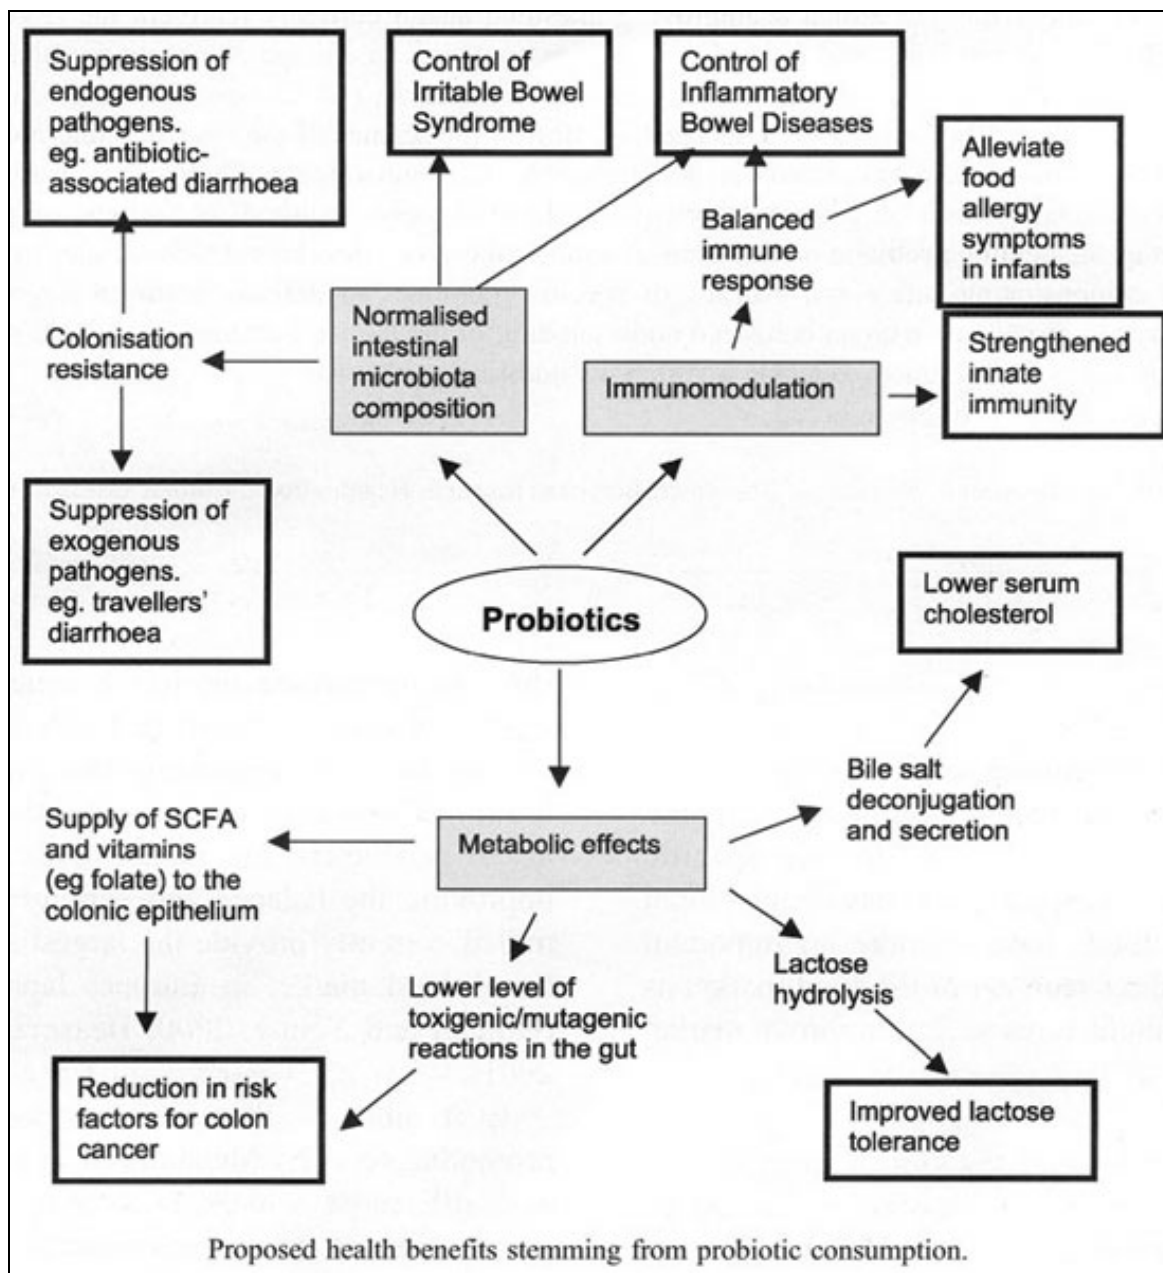 Suppression of
endogenous
pathogens.
eg. antibiotic-
associated diarrhoea
Control of
Irritable Bowel
Syndrome
Control of
Inflammatory
Bowel Diseases
Alleviate
food
allergy
symptoms
in infants
Balanced
immune
response
Colonisation
resistance
Normalised
intestinal
microbiota
composition
Immunomodulation
Strengthened
innate
immunity
Suppression of
exogenous
pathogens.
eg. travellers’
diarrhoea
Probiotics
Lower serum
cholesterol
Bile salt
deconjugation
and secretion
Supply of SCFA
and vitamins
(eg folate) to the
colonic epithelium
Metabolic effects
Lactose
hydrolysis
Lower level of
toxigenic/mutagenic
reactions in the gut
Reduction in risk
factors for colon
cancer
Improved lactose
tolerance
Proposed health benefits stemming from probiotic consumption.